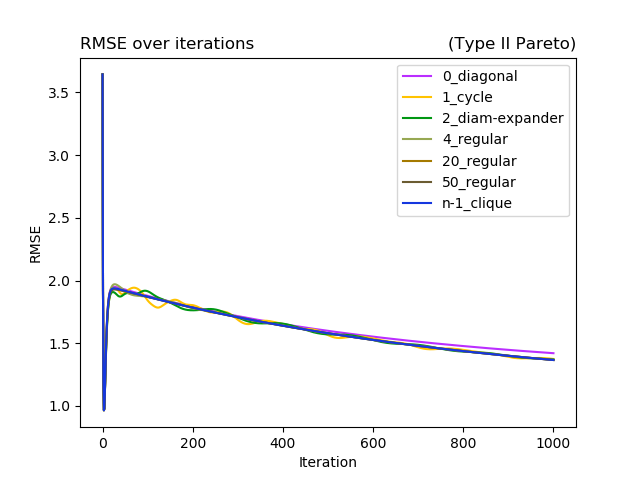 RMSE over iterations (Type II Pareto)
0_diagonal
1_cycle
2_diam-expander
4_regular
20_regular
50_regular
n-1_clique
RMSE
3.5
3.0
2.5
2.0
1.5
1.0
0 200 400 600 800 1000
Iteration